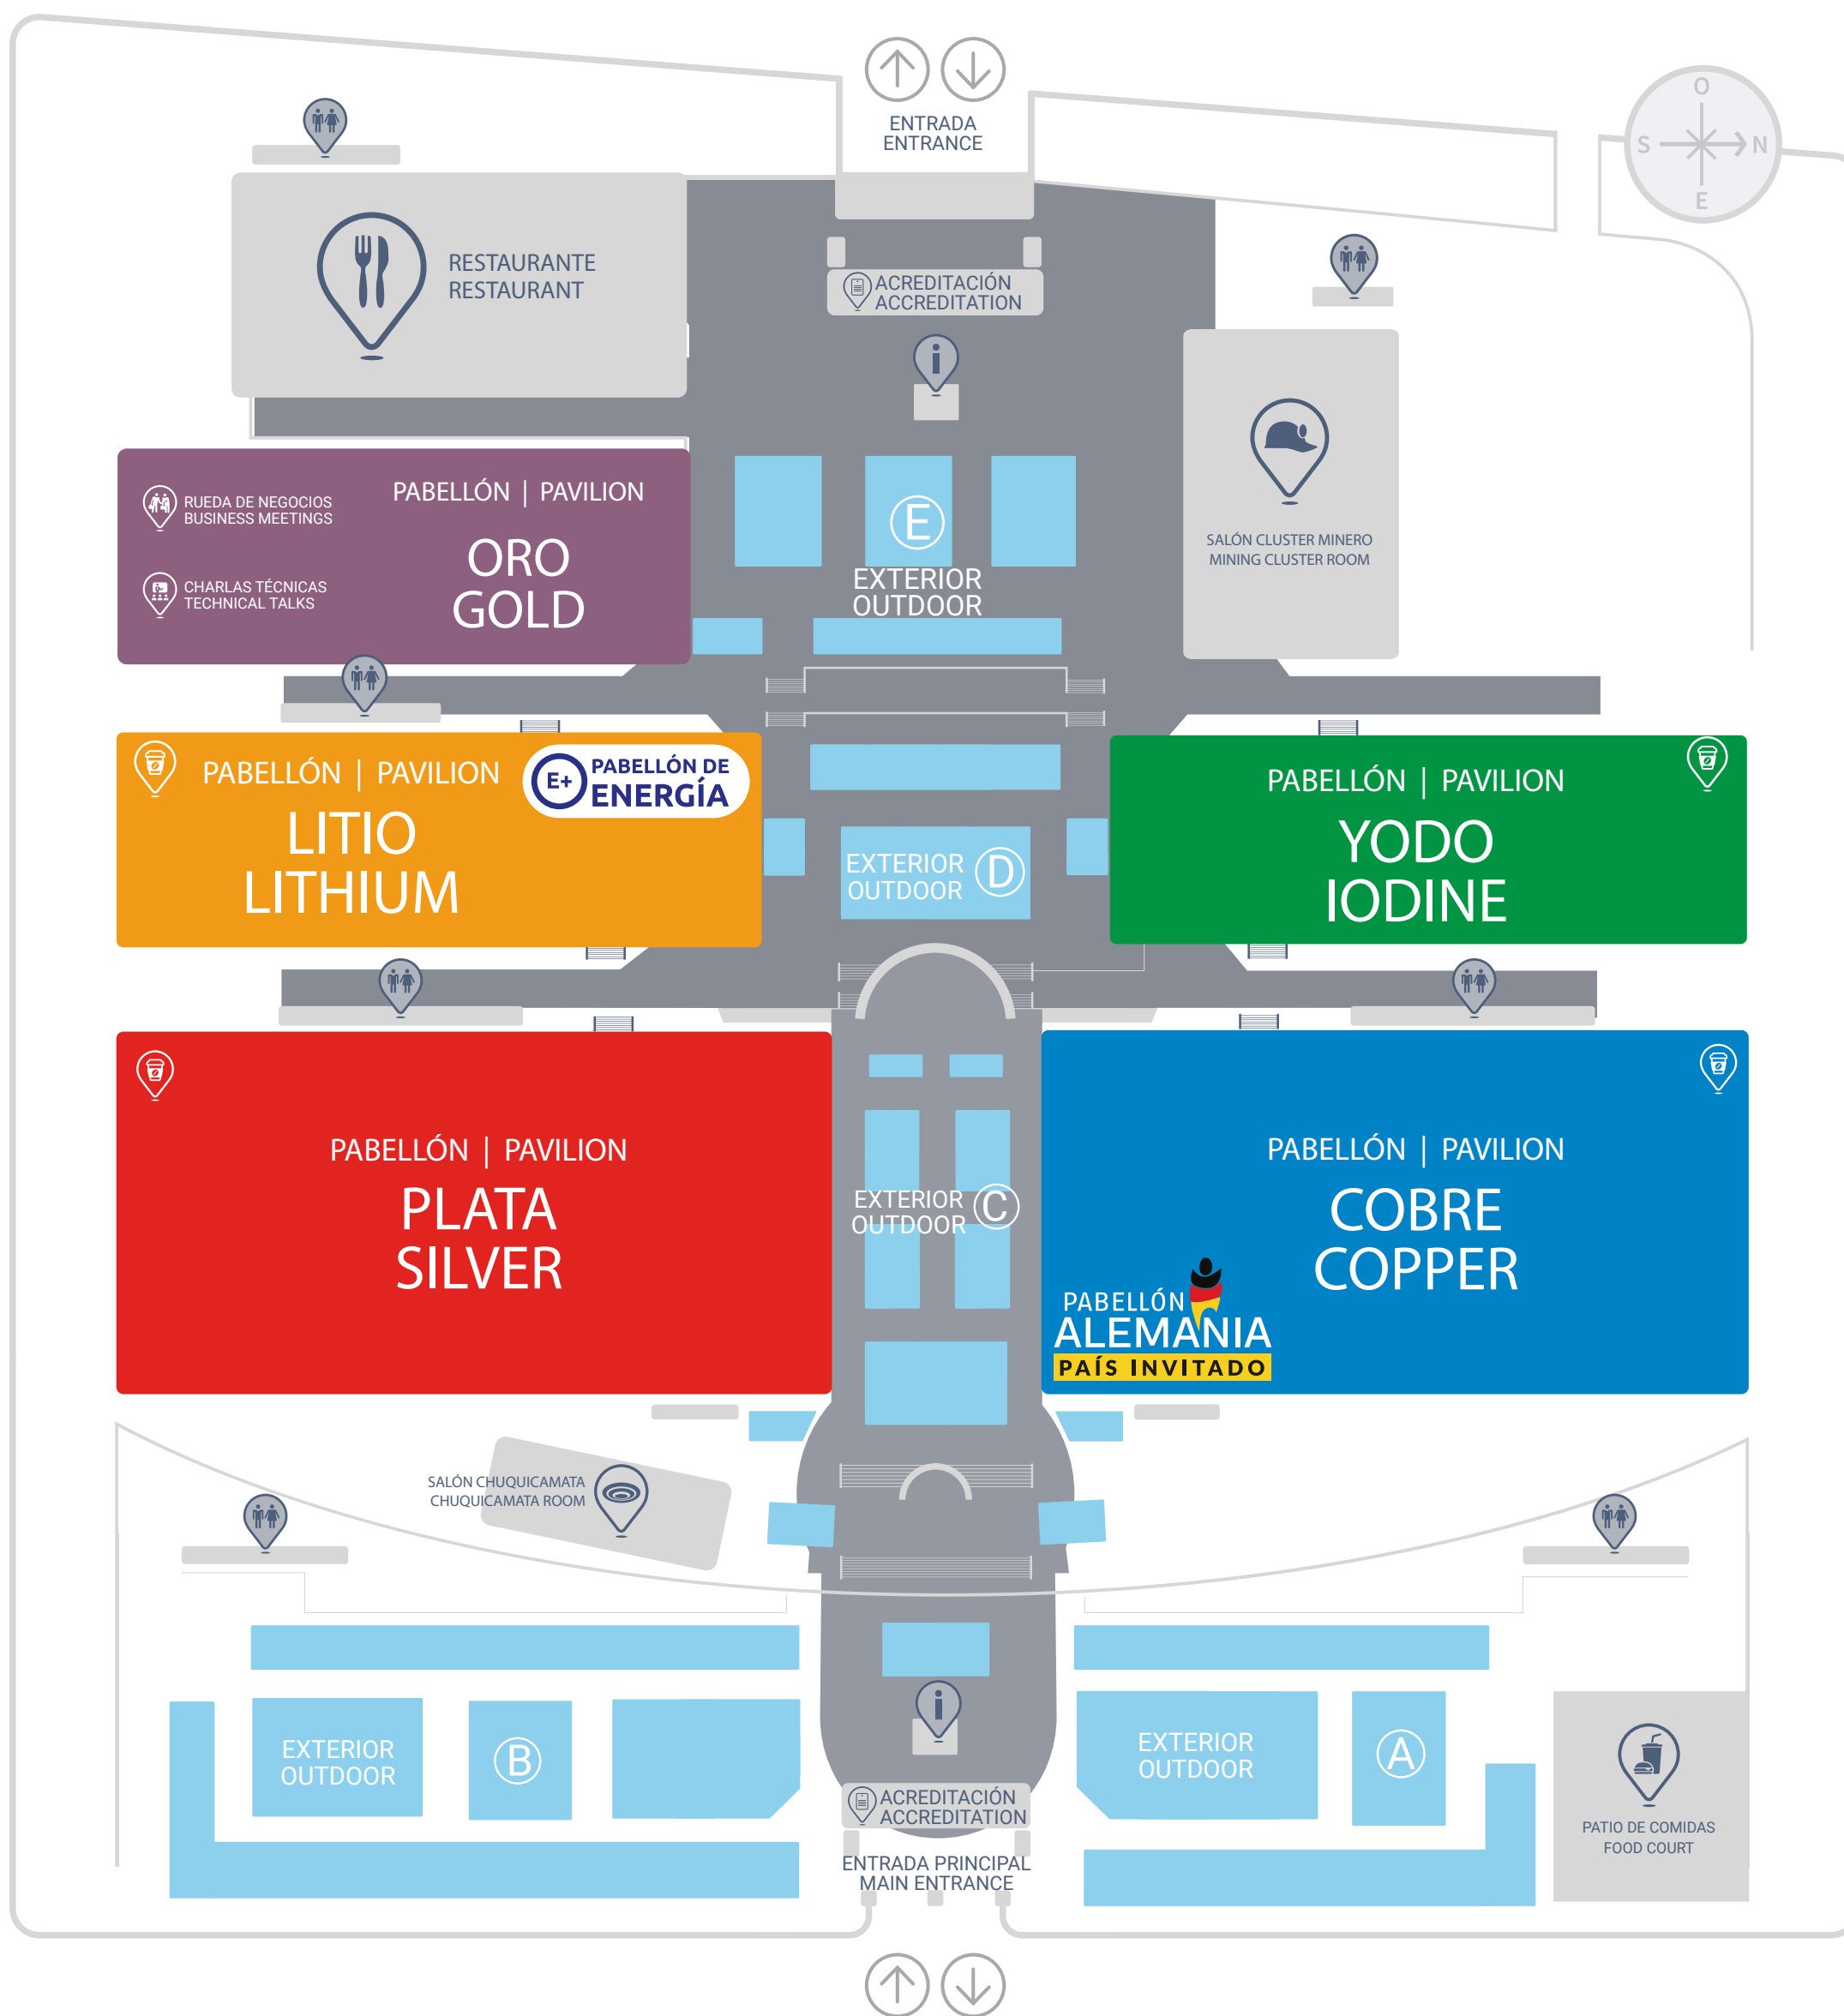 ENTRADA
ENTRANCE
O
S
N
E
RESTAURANTE
RESTAURANT
ACREDITACIÓN
ACCREDITATION
i
SALÓN CLUSTER MINERO
MINING CLUSTER ROOM
RUEDA DE NEGOCIOS
BUSINESS MEETINGS
CHARLAS TÉCNICAS
TECHNICAL TALKS
PABELLÓN | PAVILION
ORO
GOLD
E
EXTERIOR
OUTDOOR
PABELLÓN | PAVILION
LITIO
LITHIUM
E+
PABELLÓN DE
ENERGÍA
EXTERIOR
OUTDOOR
D
PABELLÓN | PAVILION
YODO
IODINE
PABELLÓN | PAVILION
PLATA
SILVER
EXTERIOR
OUTDOOR
C
PABELLÓN | PAVILION
COBRE
COPPER
PABELLÓN
ALEMANIA
PAÍS INVITADO
SALÓN CHUQUICAMATA
CHUQUICAMATA ROOM
EXTERIOR
OUTDOOR
B
i
EXTERIOR
OUTDOOR
A
ACREDITACIÓN
ACCREDITATION
PATIO DE COMIDAS
FOOD COURT
ENTRADA PRINCIPAL
MAIN ENTRANCE